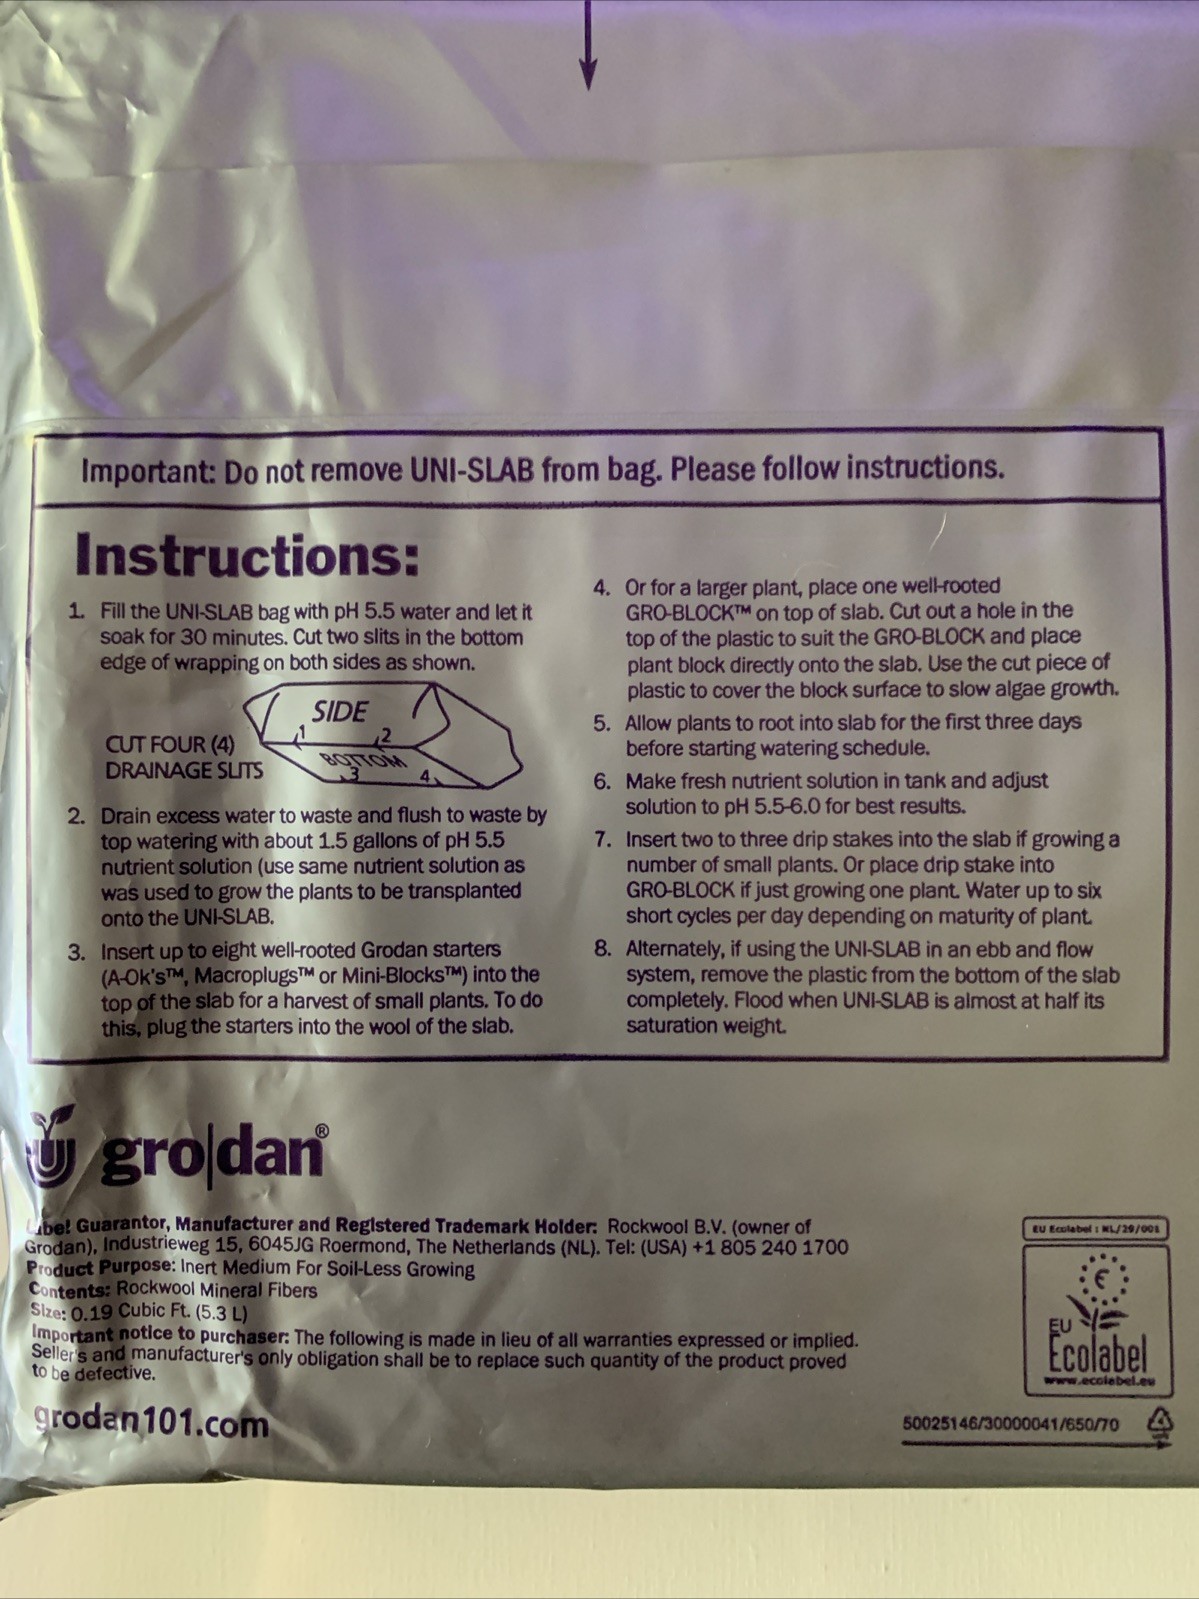 Important: Do not remove UNI-SLAB from bag. Please follow instructions.
Instructions:
1. Fill the UNI-SLAB bag with pH 5.5 water and let it
soak for 30 minutes. Cut two slits in the bottom
edge of wrapping on both sides as shown.
SIDE
1
2
BOTTOM
3
4
CUT FOUR (4)
DRAINAGE SLITS
2. Drain excess water to waste and flush to waste by
top watering with about 1.5 gallons of pH 5.5
nutrient solution (use same nutrient solution as
was used to grow the plants to be transplanted
onto the UNI-SLAB.
3. Insert up to eight well-rooted Grodan starters
(A-Ok's™, Macroplugs™ or Mini-Blocks™) into the
top of the slab for a harvest of small plants. To do
this, plug the starters into the wool of the slab.
4. Or for a larger plant, place one well-rooted
GRO-BLOCK™ on top of slab. Cut out a hole in the
top of the plastic to suit the GRO-BLOCK and place
plant block directly onto the slab. Use the cut piece of
plastic to cover the block surface to slow algae growth.
5. Allow plants to root into slab for the first three days
before starting watering schedule.
6. Make fresh nutrient solution in tank and adjust
solution to pH 5.5-6.0 for best results.
7. Insert two to three drip stakes into the slab if growing a
number of small plants. Or place drip stake into
GRO-BLOCK if just growing one plant. Water up to six
short cycles per day depending on maturity of plant.
8. Alternately, if using the UNI-SLAB in an ebb and flow
system, remove the plastic from the bottom of the slab
completely. Flood when UNI-SLAB is almost at half its
saturation weight.
gro|dan®
Label Guarantor, Manufacturer and Registered Trademark Holder: Rockwool B.V. (owner of
Grodan), Industrieweg 15, 6045JG Roermond, The Netherlands (NL). Tel: (USA) +1 805 240 1700
Product Purpose: Inert Medium For Soil-Less Growing
Contents: Rockwool Mineral Fibers
Size: 0.19 Cubic Ft. (5.3 L)
Important notice to purchaser: The following is made in lieu of all warranties expressed or implied.
Seller's and manufacturer's only obligation shall be to replace such quantity of the product proved
to be defective.
grodan101.com
EU Ecolabel : NL/29/001
€
EU
Ecolabel
www.ecolabel.eu
50025146/30000041/650/70